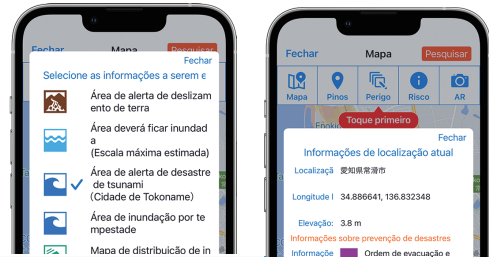 Fechar
Mapa
Pesquisar
Fechar
Selecione as informações a serem e
Área de alerta de deslizam
ento de terra
Área deverá ficar inundad
a
(Escala máxima estimada)
Área de alerta de desastre
de tsunami
(Cidade de Tokoname)
Área de inundação por te
mpestade
Mapa de distribuição de in
Fechar
Mapa
Pesquisar
Mapa
Pinos
Perigo
Risco
AR
Toque primeiro
Fechar
Informações de localização atual
Localizaçã 愛知県常滑市
Longitude l 34.886641, 136.832348
Elevação: 3.8 m
Informações sobre prevenção de desastres
Informaçõe Ordem de evacuação e